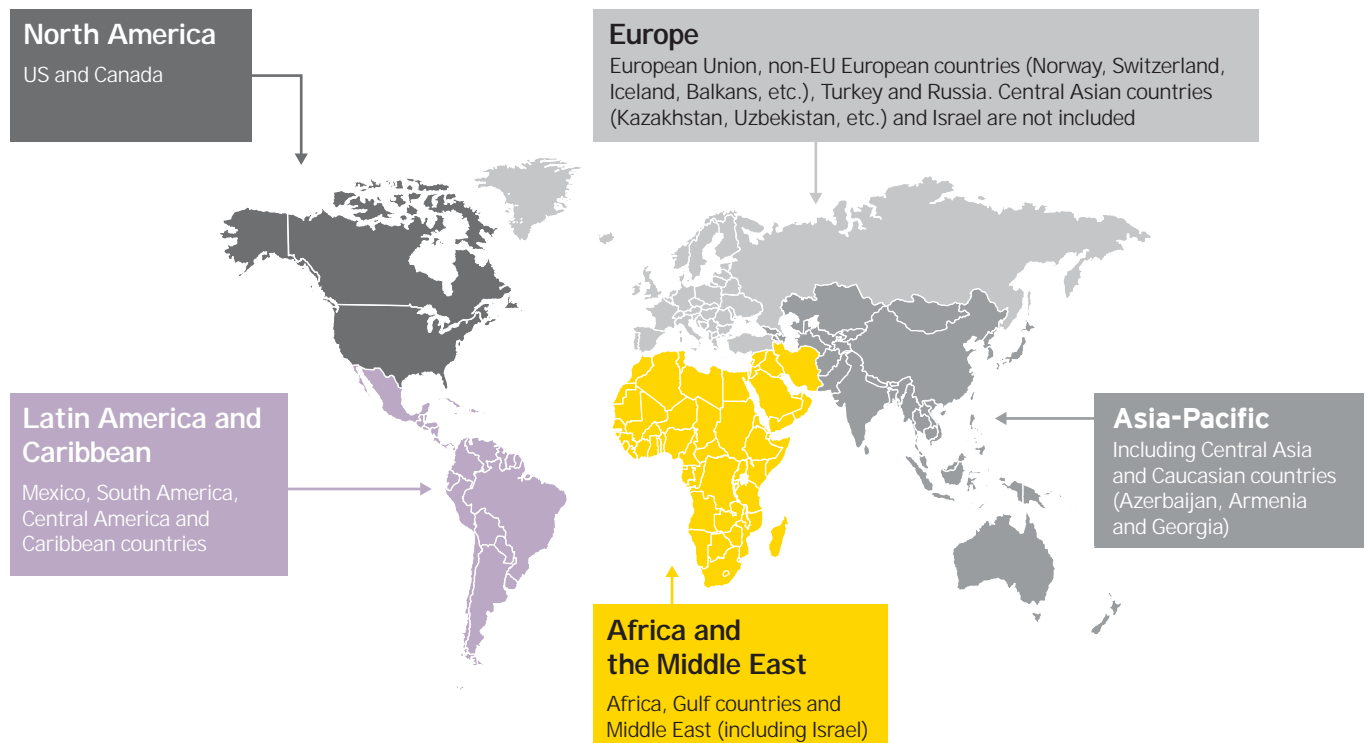 North America
US and Canada
Europe
European Union, non-EU European countries (Norway, Switzerland,
Iceland, Balkans, etc.), Turkey and Russia. Central Asian countries
(Kazakhstan, Uzbekistan, etc.) and Israel are not included
Latin America and
Caribbean
Mexico, South America,
Central America and
Caribbean countries
Asia-Pacific
Including Central Asia
and Caucasian countries
(Azerbaijan, Armenia
and Georgia)
Africa and
the Middle East
Africa, Gulf countries and
Middle East (including Israel)